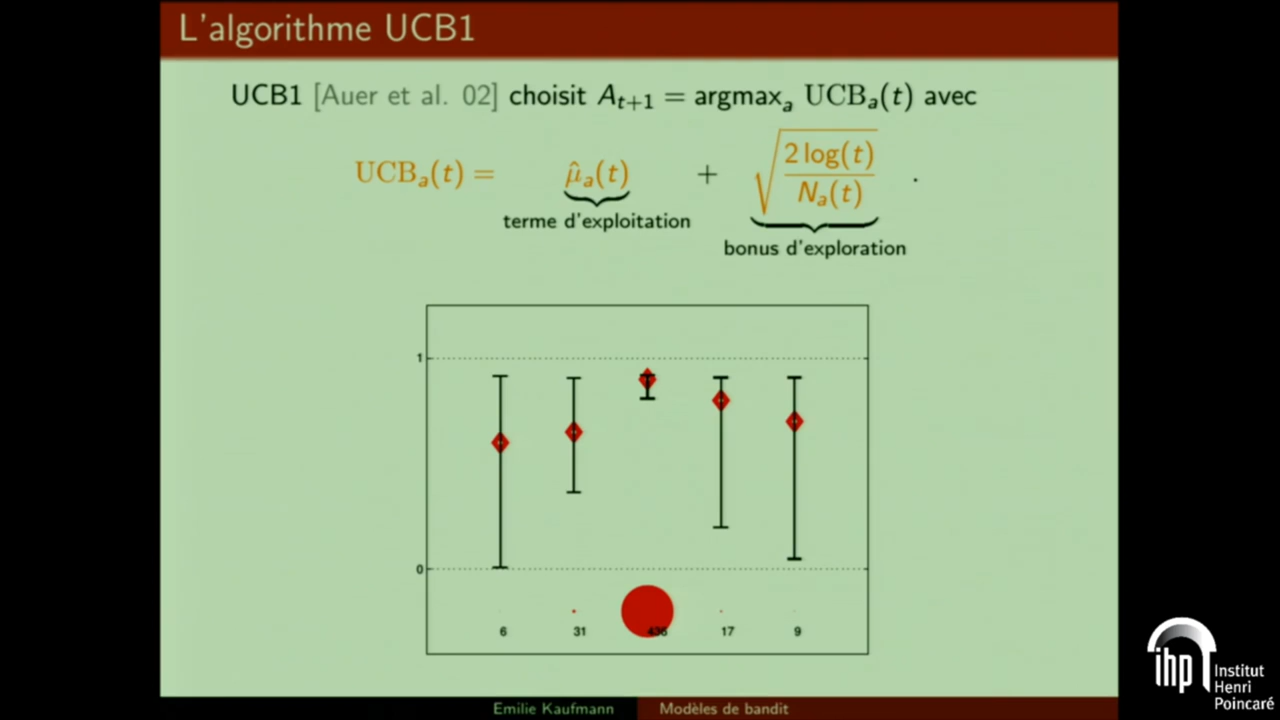 L'algorithme UCB1
UCB1 [Auer et al. 02] choisit A_{t+1} = argmax_a UCB_a(t) avec
UCB_a(t) = μ̂_a(t) + √(2 log(t) / N_a(t)) .
terme d'exploitation
bonus d'exploration
1
0
6 31 436 17 9
Emilie Kaufmann Modèles de bandit
ihp Institut
Henri
Poincaré